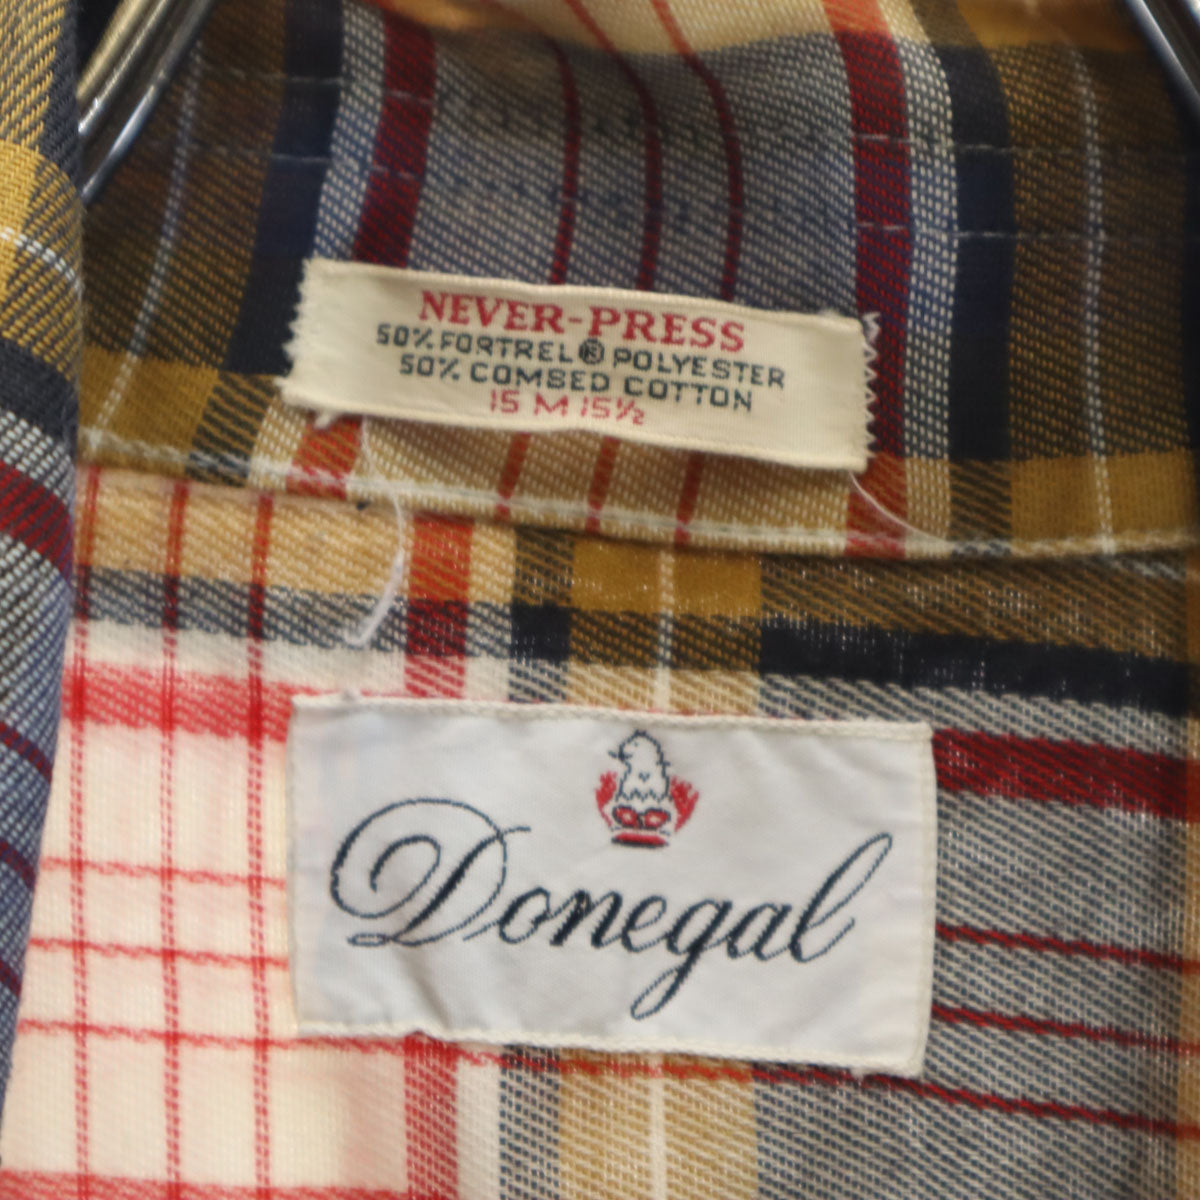 NEVER-PRESS
50% FORTREL® POLYESTER
50% COMBED COTTON
15 M 15½
Donegal